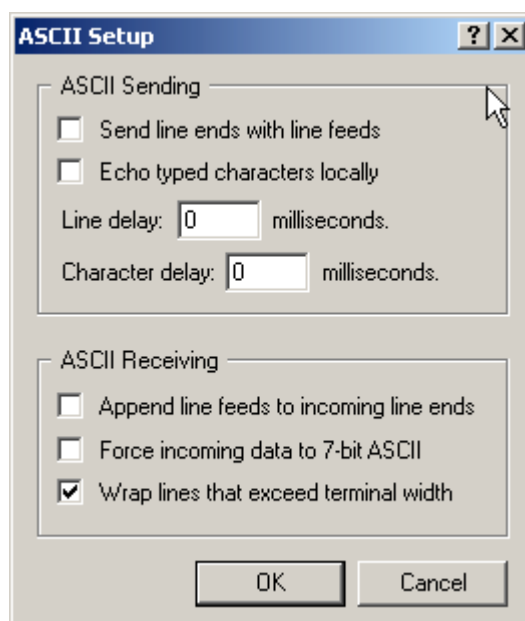 ASCII Setup
ASCII Sending
Send line ends with line feeds
Echo typed characters locally
Line delay: 0 milliseconds.
Character delay: 0 milliseconds.
ASCII Receiving
Append line feeds to incoming line ends
Force incoming data to 7-bit ASCII
Wrap lines that exceed terminal width
OK Cancel